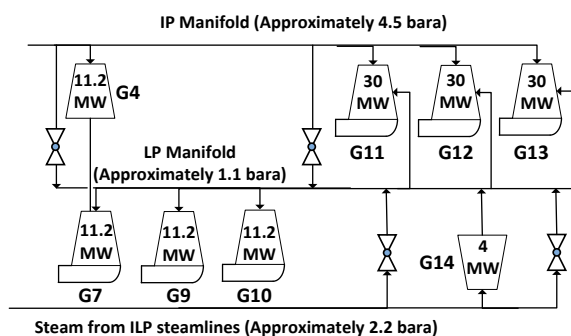 IP Manifold (Approximately 4.5 bara)
11.2
MW
G4
30
MW
30
MW
30
MW
G11
G12
G13
LP Manifold
(Approximately 1.1 bara)
11.2
MW
11.2
MW
11.2
MW
4
MW
G14
G7
G9
G10
Steam from ILP steamlines (Approximately 2.2 bara)